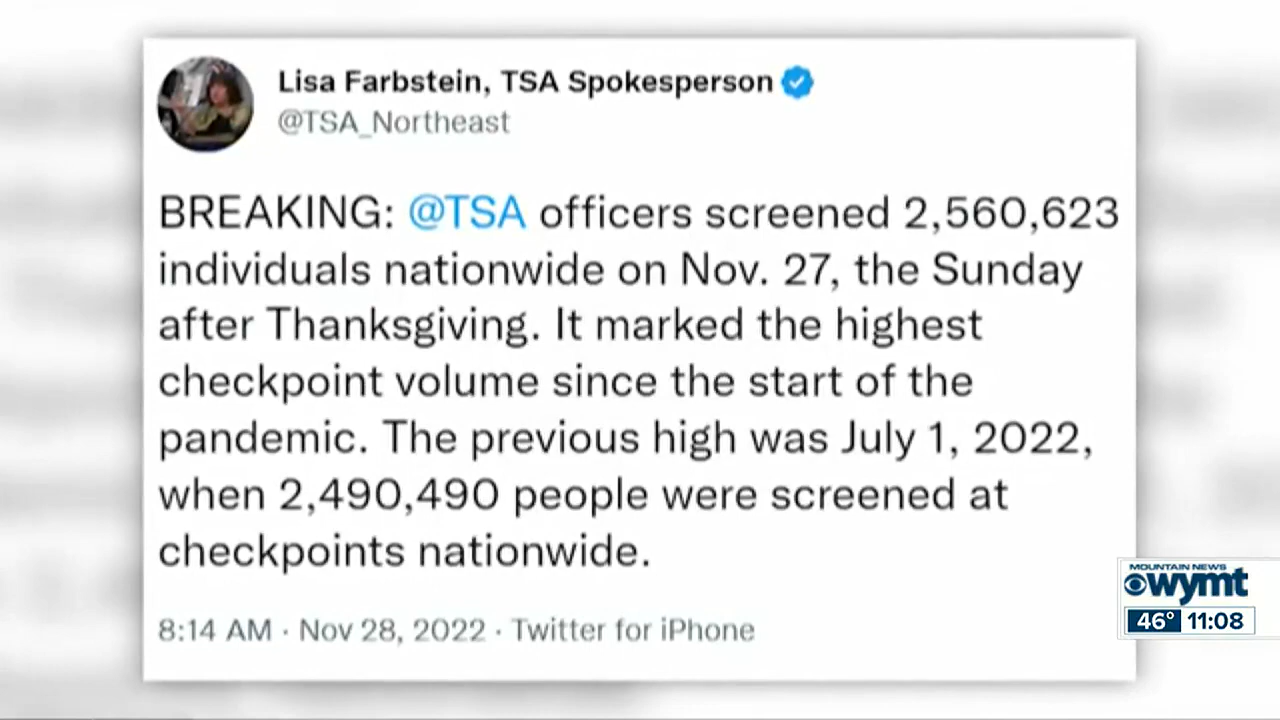 Lisa Farbstein, TSA Spokesperson
@TSA_Northeast
BREAKING: @TSA officers screened 2,560,623
individuals nationwide on Nov. 27, the Sunday
after Thanksgiving. It marked the highest
checkpoint volume since the start of the
pandemic. The previous high was July 1, 2022,
when 2,490,490 people were screened at
checkpoints nationwide.
8:14 AM · Nov 28, 2022 · Twitter for iPhone
MOUNTAIN NEWS
wymt
46° 11:08